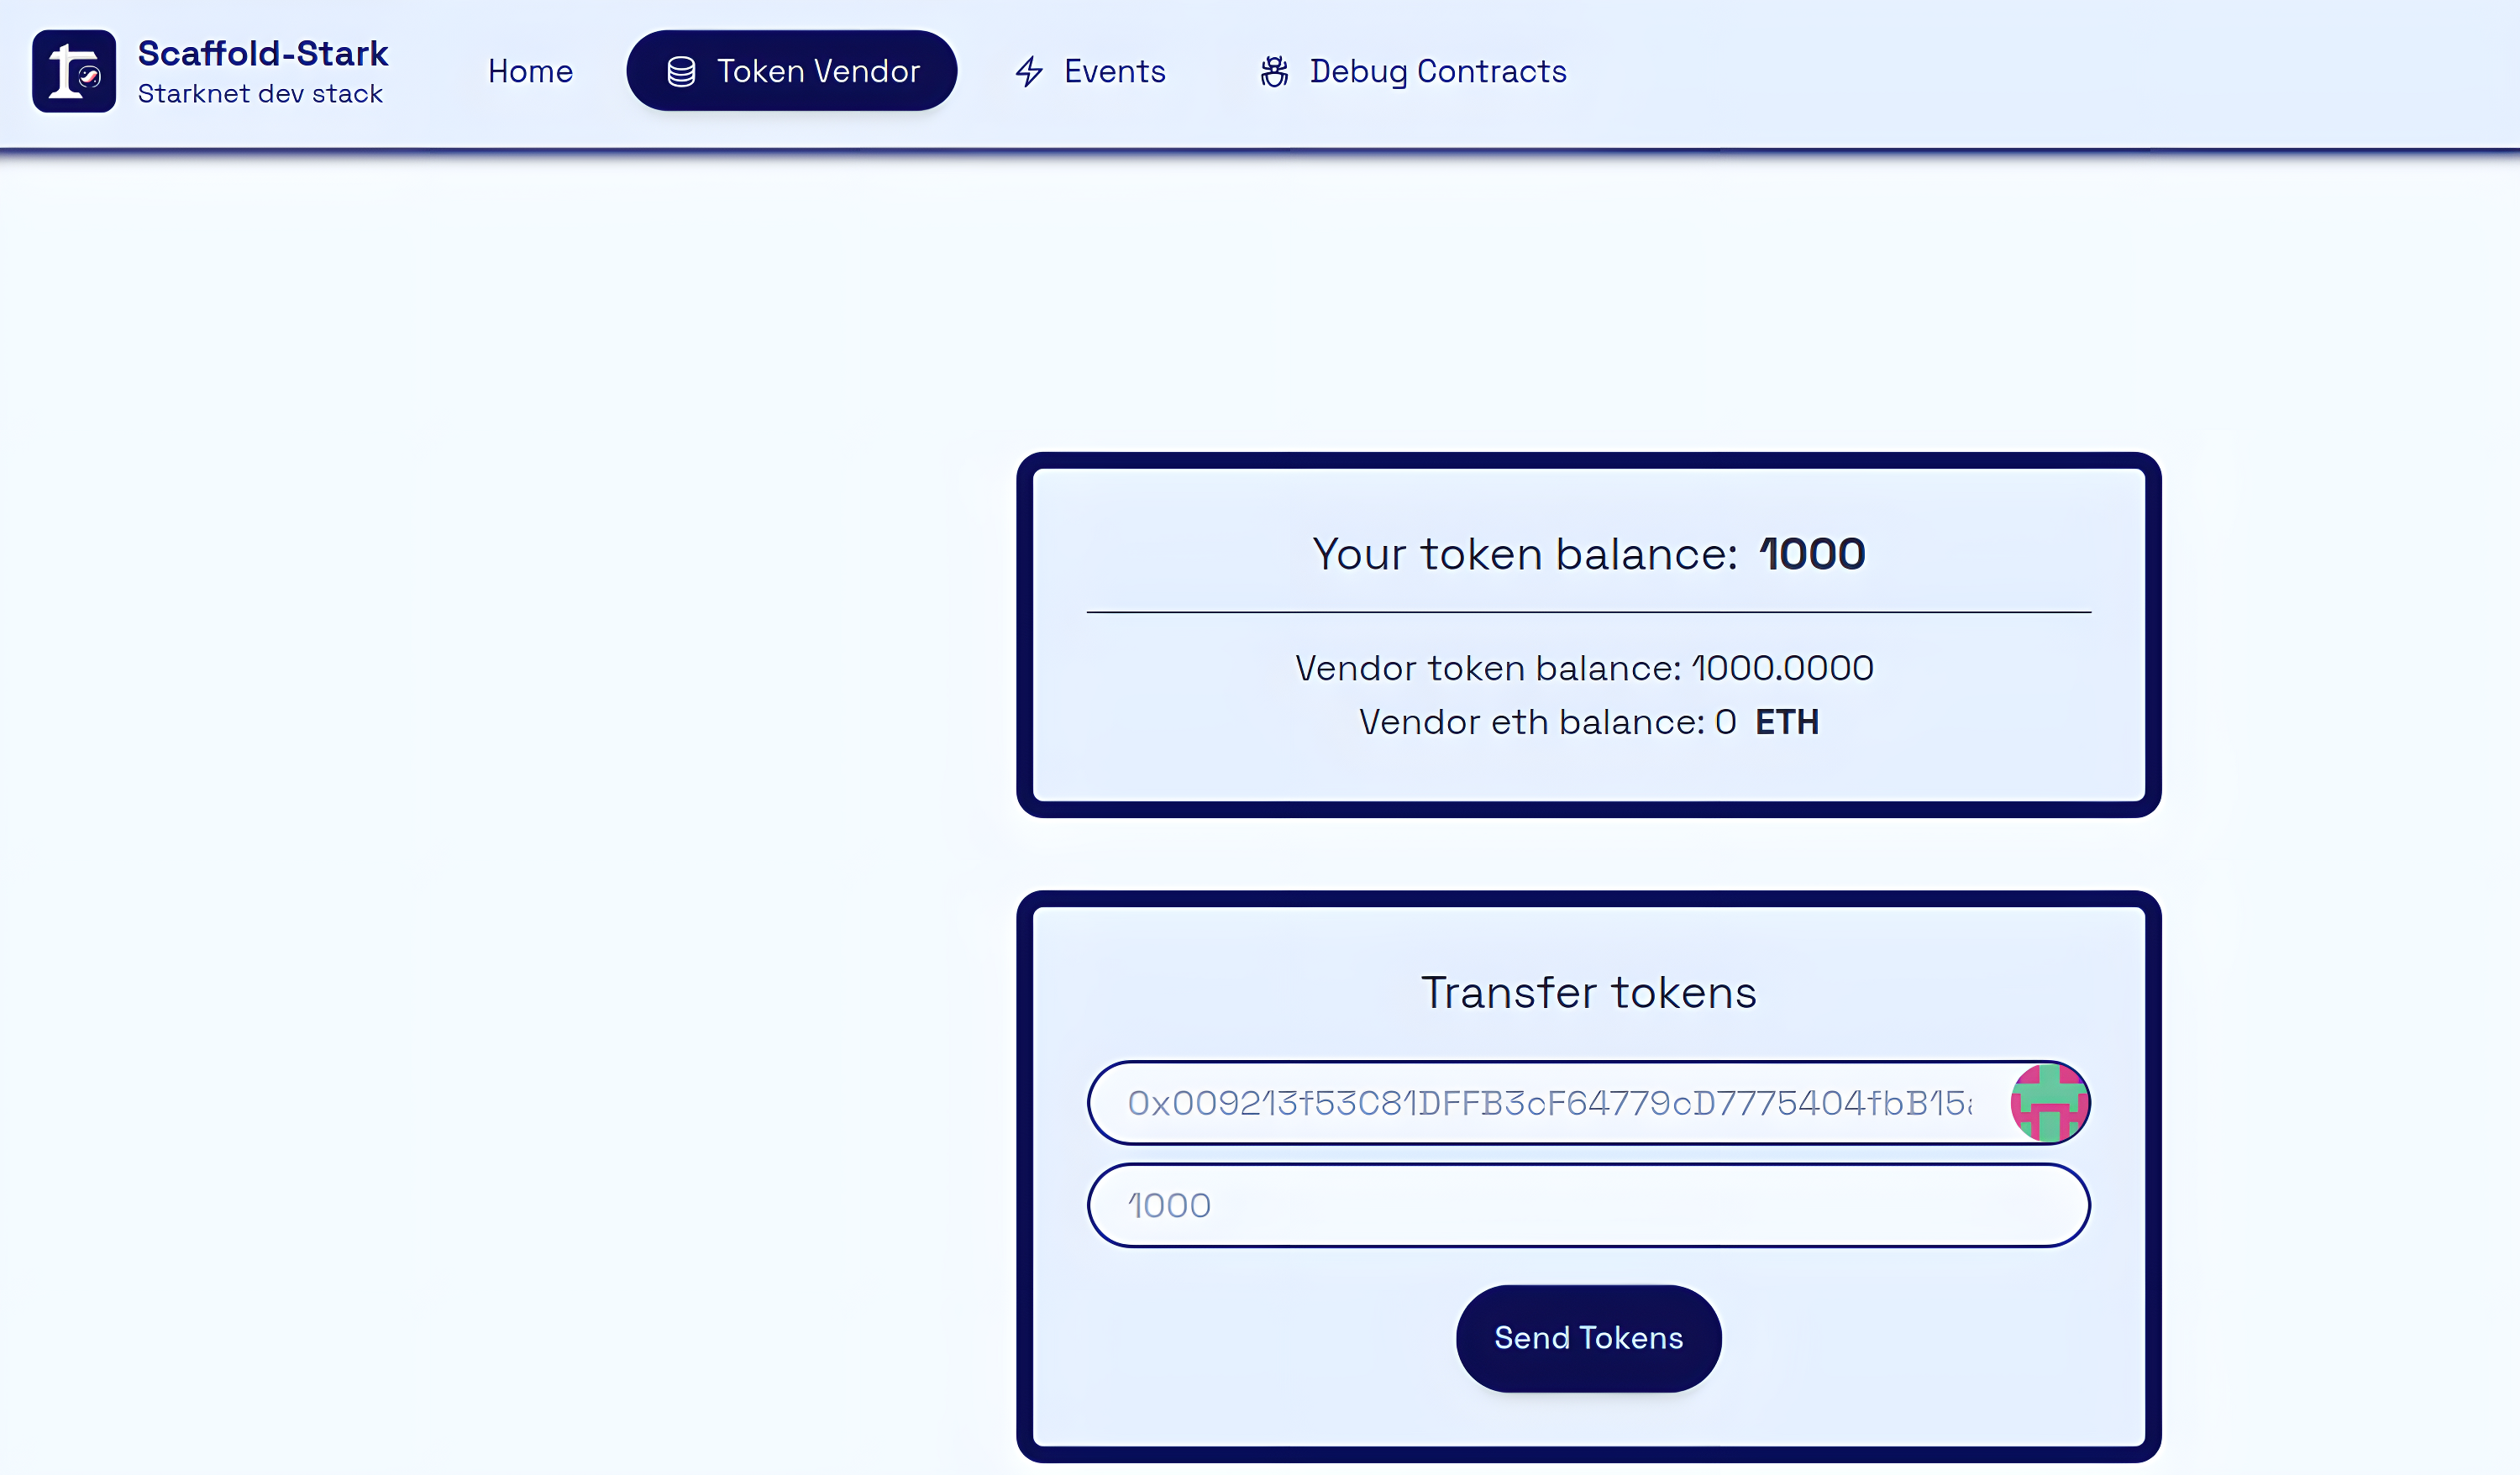 Scaffold-Stark
Starknet dev stack
Home
Token Vendor
Events
Debug Contracts
Your token balance: 1000
Vendor token balance: 1000.0000
Vendor eth balance: 0 ETH
Transfer tokens
0x009213f53C81DFFB3cF64779cD7775404fbB15
1000
Send Tokens